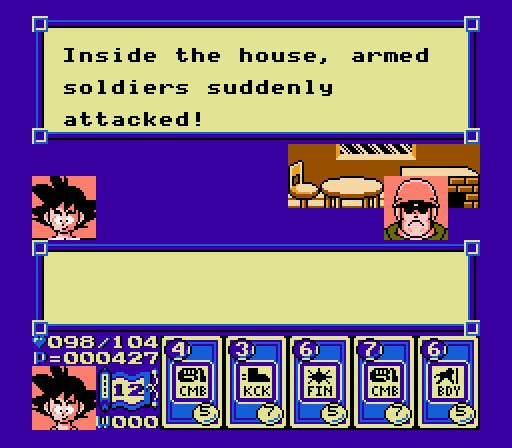 Inside the house, armed
soldiers suddenly
attacked!
098/104
P=000427
12
W000
4 3 6 7 6
CMB KCK FIN CMB BDY
5 7 5 7 5